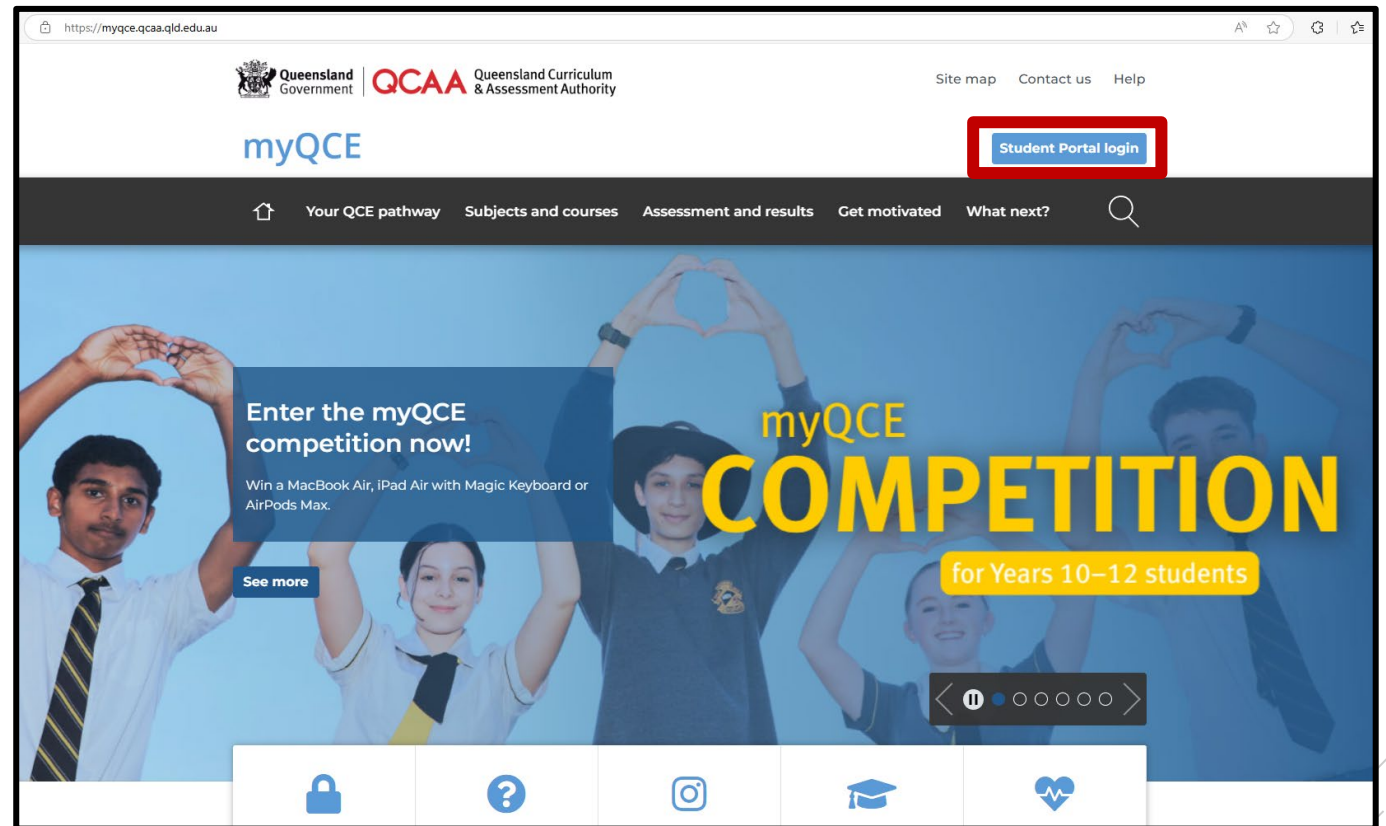 https://myqce.qcaa.qld.edu.au
Queensland Government
QCAA
Queensland Curriculum
& Assessment Authority
Site map Contact us Help
myQCE
Student Portal login
Your QCE pathway Subjects and courses Assessment and results Get motivated What next?
Enter the myQCE
competition now!
Win a MacBook Air, iPad Air with Magic Keyboard or
AirPods Max.
See more
myQCE
COMPETITION
for Years 10–12 students